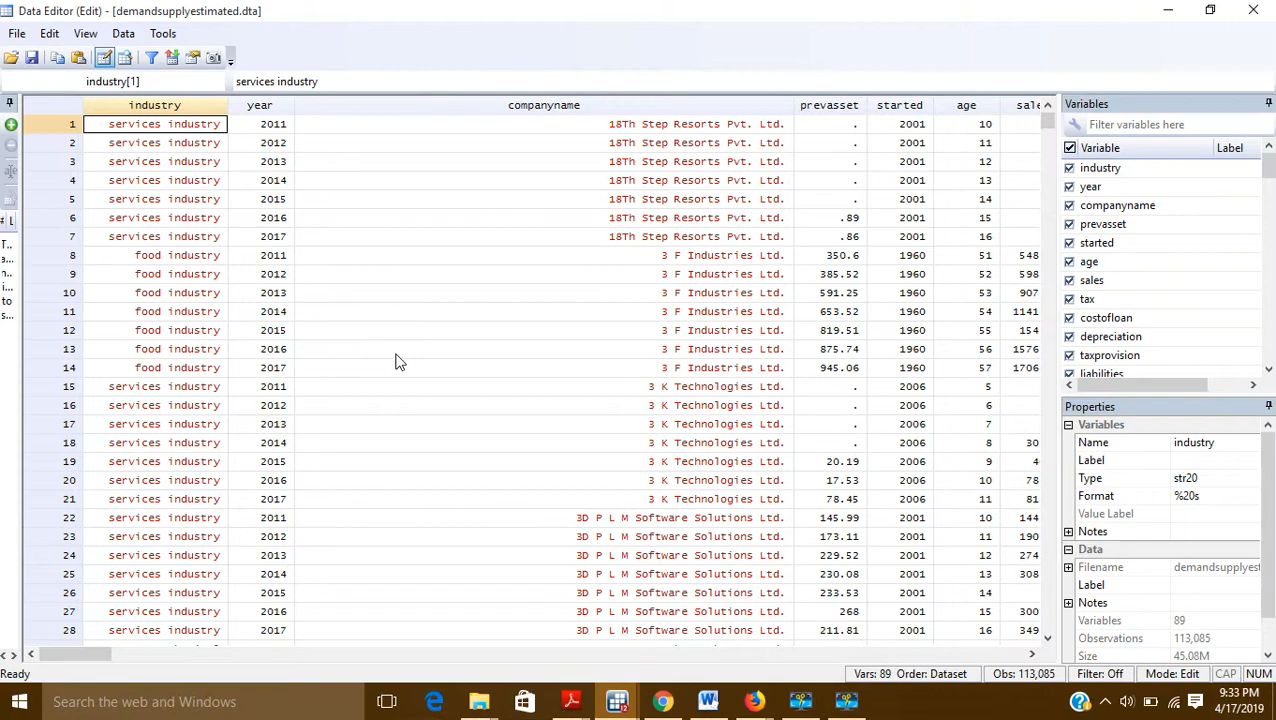 Data Editor (Edit) - [demandsupplyestimated.dta]
File Edit View Data Tools
industry[1] services industry
industry year companyname prevasset started age sale
1 services industry 2011 18Th Step Resorts Pvt. Ltd. . 2001 10
2 services industry 2012 18Th Step Resorts Pvt. Ltd. . 2001 11
3 services industry 2013 18Th Step Resorts Pvt. Ltd. . 2001 12
4 services industry 2014 18Th Step Resorts Pvt. Ltd. . 2001 13
5 services industry 2015 18Th Step Resorts Pvt. Ltd. . 2001 14
6 services industry 2016 18Th Step Resorts Pvt. Ltd. .89 2001 15
7 services industry 2017 18Th Step Resorts Pvt. Ltd. .86 2001 16
8 food industry 2011 3 F Industries Ltd. 350.6 1960 51 548
9 food industry 2012 3 F Industries Ltd. 385.52 1960 52 598
10 food industry 2013 3 F Industries Ltd. 591.25 1960 53 907
11 food industry 2014 3 F Industries Ltd. 653.52 1960 54 1141
12 food industry 2015 3 F Industries Ltd. 819.51 1960 55 154
13 food industry 2016 3 F Industries Ltd. 875.74 1960 56 1576
14 food industry 2017 3 F Industries Ltd. 945.06 1960 57 1706
15 services industry 2011 3 K Technologies Ltd. . 2006 5
16 services industry 2012 3 K Technologies Ltd. . 2006 6
17 services industry 2013 3 K Technologies Ltd. . 2006 7
18 services industry 2014 3 K Technologies Ltd. . 2006 8 30
19 services industry 2015 3 K Technologies Ltd. 20.19 2006 9 4
20 services industry 2016 3 K Technologies Ltd. 17.53 2006 10 78
21 services industry 2017 3 K Technologies Ltd. 78.45 2006 11 81
22 services industry 2011 3D P L M Software Solutions Ltd. 145.99 2001 10 144
23 services industry 2012 3D P L M Software Solutions Ltd. 173.11 2001 11 190
24 services industry 2013 3D P L M Software Solutions Ltd. 229.52 2001 12 274
25 services industry 2014 3D P L M Software Solutions Ltd. 230.08 2001 13 308
26 services industry 2015 3D P L M Software Solutions Ltd. 233.53 2001 14
27 services industry 2016 3D P L M Software Solutions Ltd. 268 2001 15 300
28 services industry 2017 3D P L M Software Solutions Ltd. 211.81 2001 16 349
Variables
Filter variables here
Variable Label
industry
year
companyname
prevasset
started
age
sales
tax
costofloan
depreciation
taxprovision
liabilities
Properties
Variables
Name industry
Label
Type str20
Format %20s
Value Label
Notes
Data
Filename demandsupplyest
Label
Notes
Variables 89
Observations 113,085
Size 45.08M
Ready Vars: 89 Order: Dataset Obs: 113,085 Filter: Off Mode: Edit CAP NUM
Search the web and Windows
9:33 PM
4/17/2019